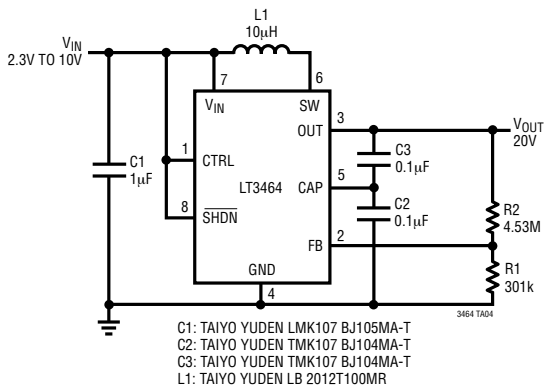 L1
10µH
VIN
2.3V TO 10V
7
6
VIN
SW
OUT
3
VOUT
20V
1
CTRL
C1
1µF
C3
0.1µF
LT3464
CAP
5
8
SHDN
C2
0.1µF
R2
4.53M
FB
2
GND
4
R1
301k
3464 TA04
C1: TAIYO YUDEN LMK107 BJ105MA-T
C2: TAIYO YUDEN TMK107 BJ104MA-T
C3: TAIYO YUDEN TMK107 BJ104MA-T
L1: TAIYO YUDEN LB 2012T100MR